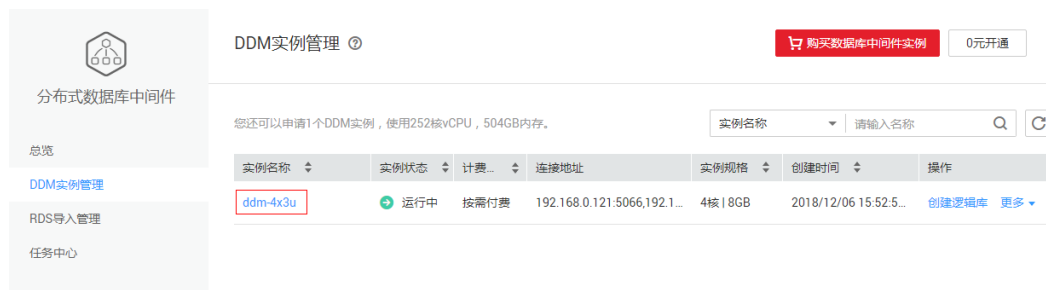 分布式数据库中间件
总览
DDM实例管理
RDS导入管理
任务中心
DDM实例管理
购买数据库中间件实例 0元开通
您还可以申请1个DDM实例，使用252核vCPU，504GB内存。 实例名称 请输入名称
实例名称 实例状态 计费... 连接地址 实例规格 创建时间 操作
ddm-4x3u 运行中 按需付费 192.168.0.121:5066,192.1... 4核 | 8GB 2018/12/06 15:52:5... 创建逻辑库 更多